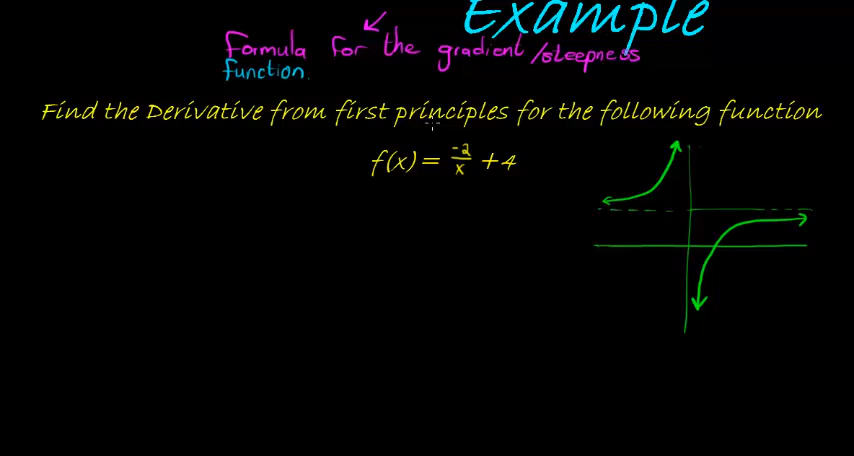 Example
Formula for the gradient/steepness
function.
Find the Derivative from first principles for the following function
f(x) = -2/x + 4